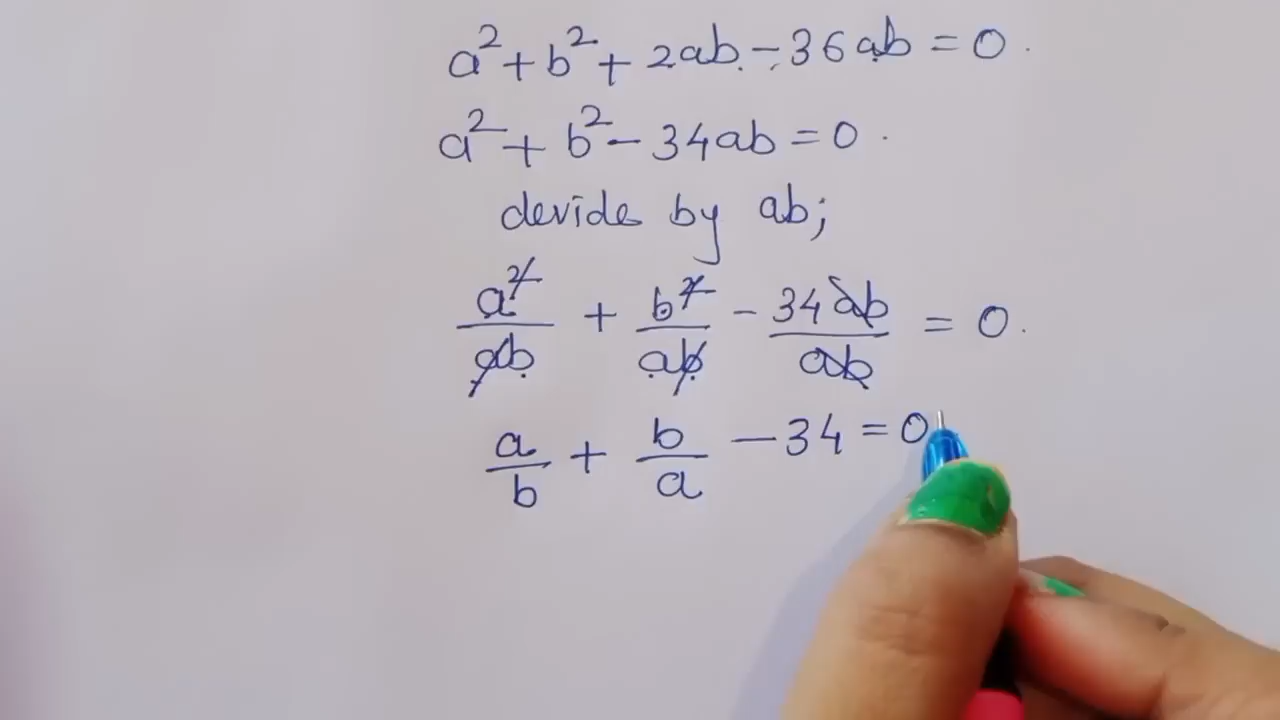 a² + b² + 2ab - 36ab = 0.
a² + b² - 34ab = 0.
devide by ab;
a²/ab + b²/ab - 34ab/ab = 0.
a/b + b/a - 34 = 0